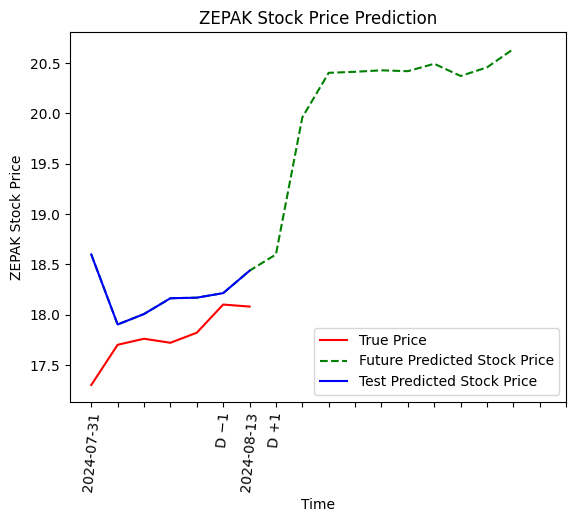 ZEPAK Stock Price Prediction
ZEPAK Stock Price
20.5
20.0
19.5
19.0
18.5
18.0
17.5
True Price
Future Predicted Stock Price
Test Predicted Stock Price
2024-07-31
D −1
2024-08-13
D +1
Time